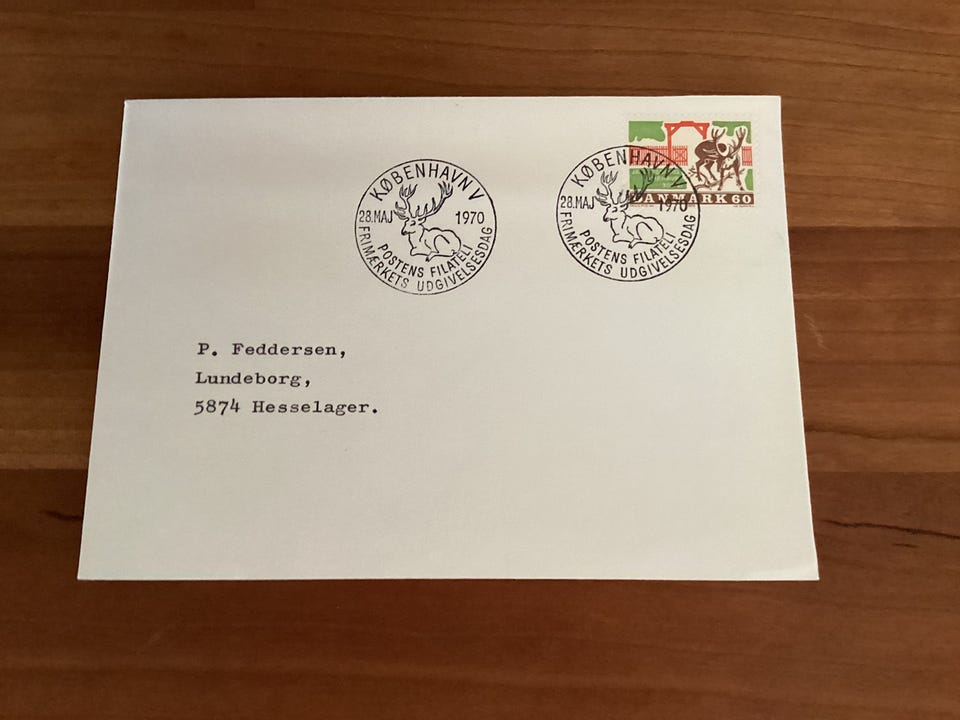 KØBENHAVN V
28.MAJ 1970
POSTENS FILATELI
FRIMÆRKETS UDGIVELSESDAG
KØBENHAVN V
28.MAJ 1970
POSTENS FILATELI
FRIMÆRKETS UDGIVELSESDAG
DANMARK 60
P. Feddersen,
Lundeborg,
5874 Hesselager.